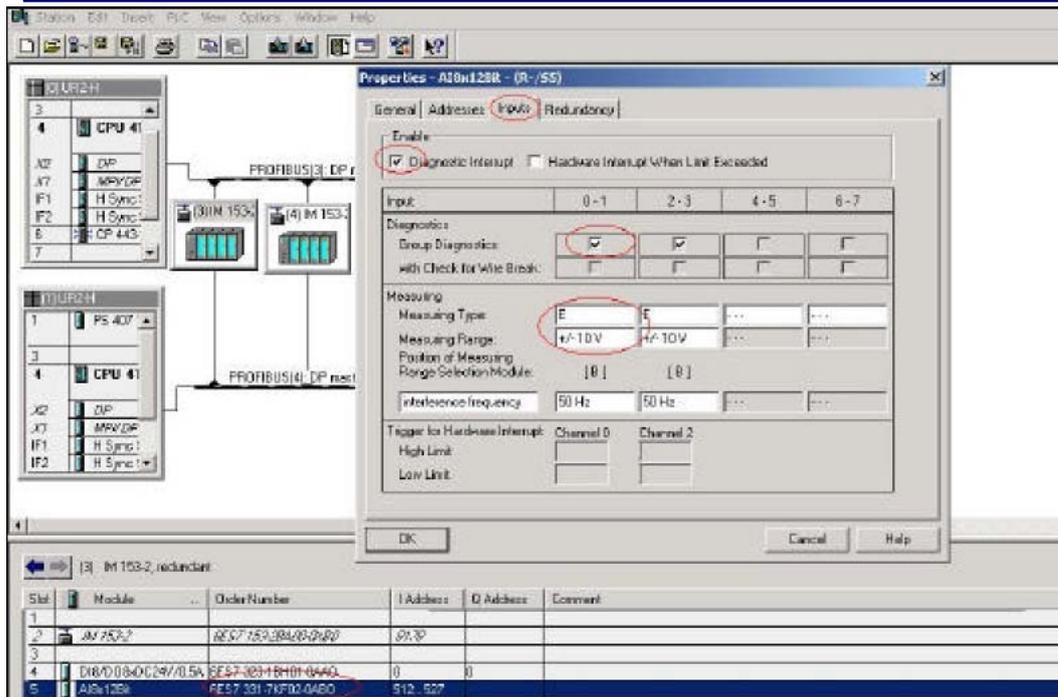 Station Edit Insert PLC View Options Window Help
(0) UR2-H
3
4 CPU 41
X2 DP
X1 MPI/DP
IF1 H Sync
IF2 H Sync
6 CP 443-
7
PROFIBUS(3): DP m
(3) IM 153-2
(4) IM 153-2
(1) UR2-H
1 PS 407
3
4 CPU 41
X2 DP
X1 MPI/DP
IF1 H Sync
IF2 H Sync
PROFIBUS(4): DP mast
Properties - AI8x12Bit - (R-/S5)
General Addresses Inputs Redundancy
Enable
Diagnostic Interrupt Hardware Interrupt When Limit Exceeded
Input 0 - 1 2 - 3 4 - 5 6 - 7
Diagnostics
Group Diagnostics:
with Check for Wire Break:
Measuring
Measuring Type: E E --- ---
Measuring Range: +/- 10 V +/- 10 V --- ---
Position of Measuring
Range Selection Module: [B] [B]
interference frequency 50 Hz 50 Hz --- ---
Trigger for Hardware Interrupt Channel 0 Channel 2
High Limit
Low Limit
OK Cancel Help
(3) IM 153-2, redundant
Slot Module ... Order Number I Address Q Address Comment
1
2 IM 153-2
3
4 DI8/DO8xDC24V/0.5A 6ES7 323-1BH01-0AA0 0 0
5 AI8x12Bit 6ES7 331-7KF02-0AB0 512...527